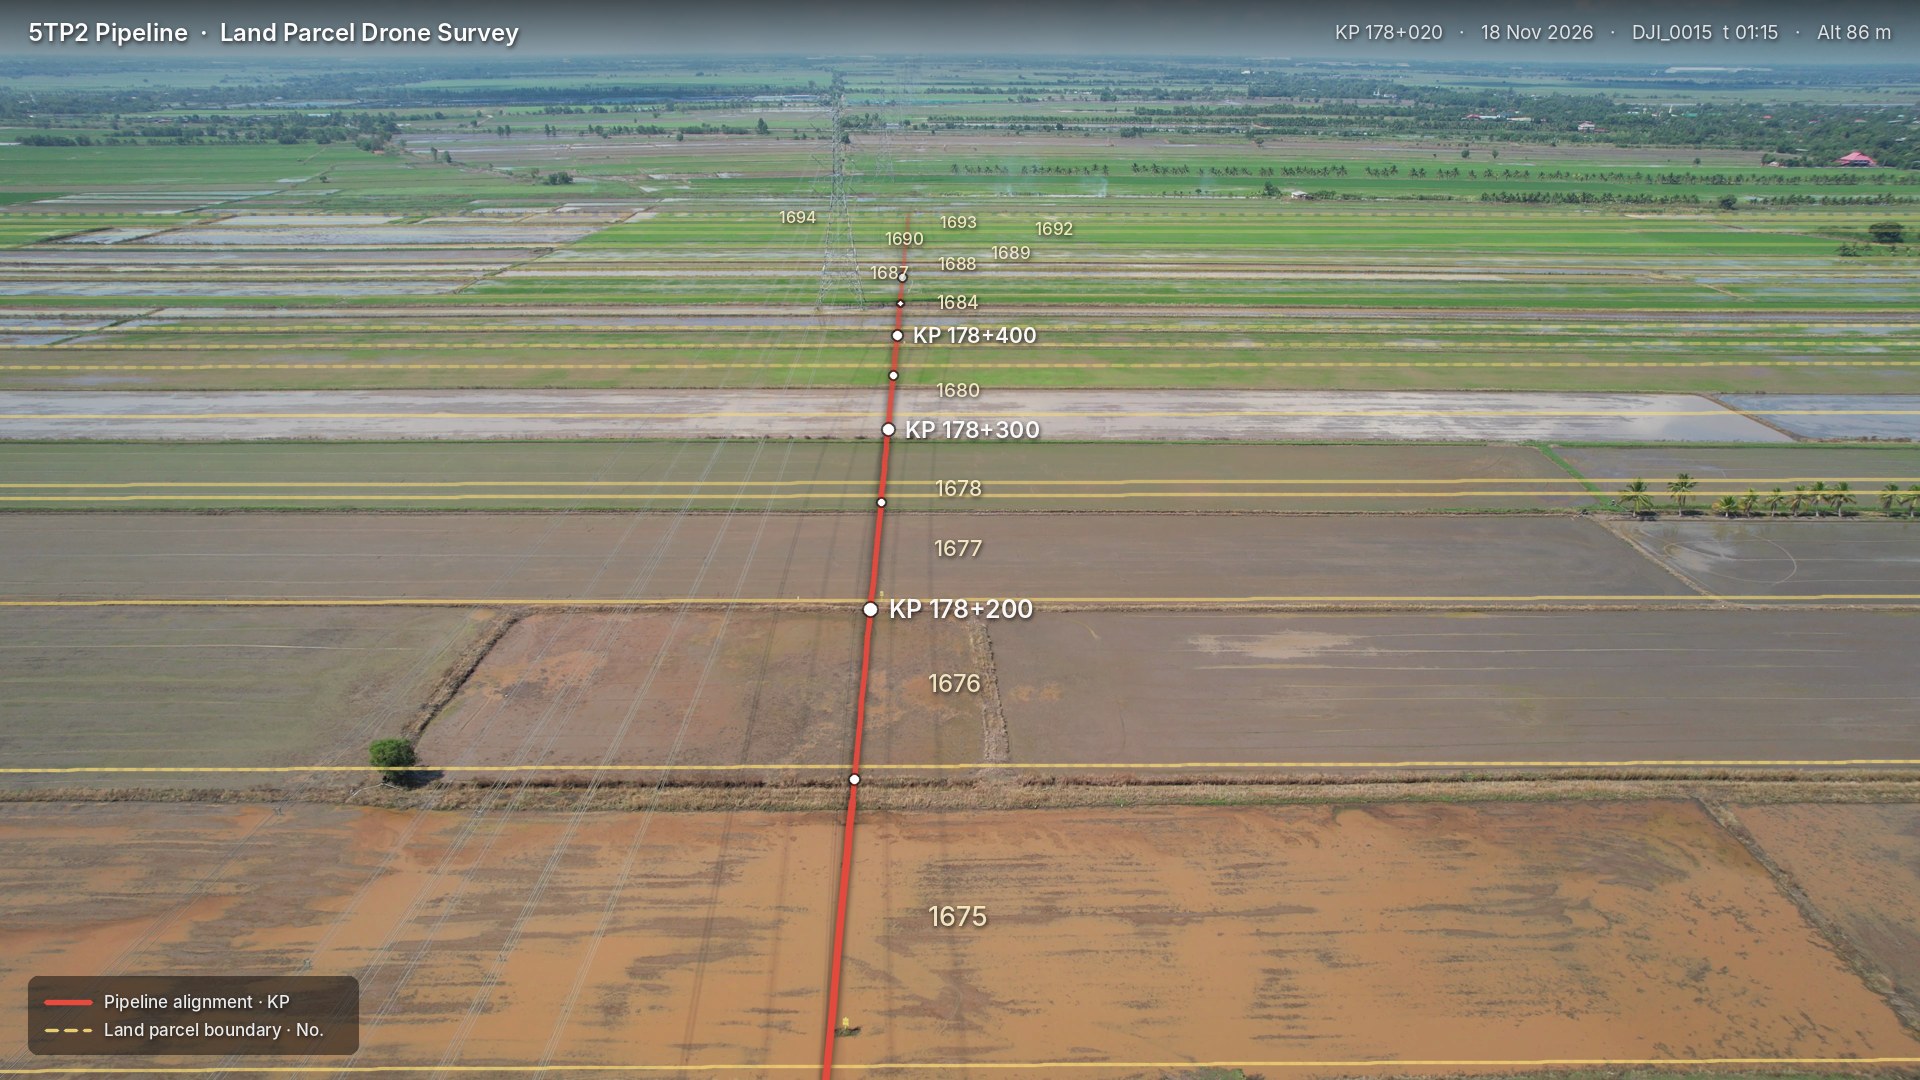 5TP2 Pipeline · Land Parcel Drone Survey
KP 178+020 · 18 Nov 2026 · DJI_0015 t 01:15 · Alt 86 m
1694
1693
1692
1690
1689
1688
1687
1684
KP 178+400
1680
KP 178+300
1678
1677
KP 178+200
1676
1675
Pipeline alignment · KP
Land parcel boundary · No.